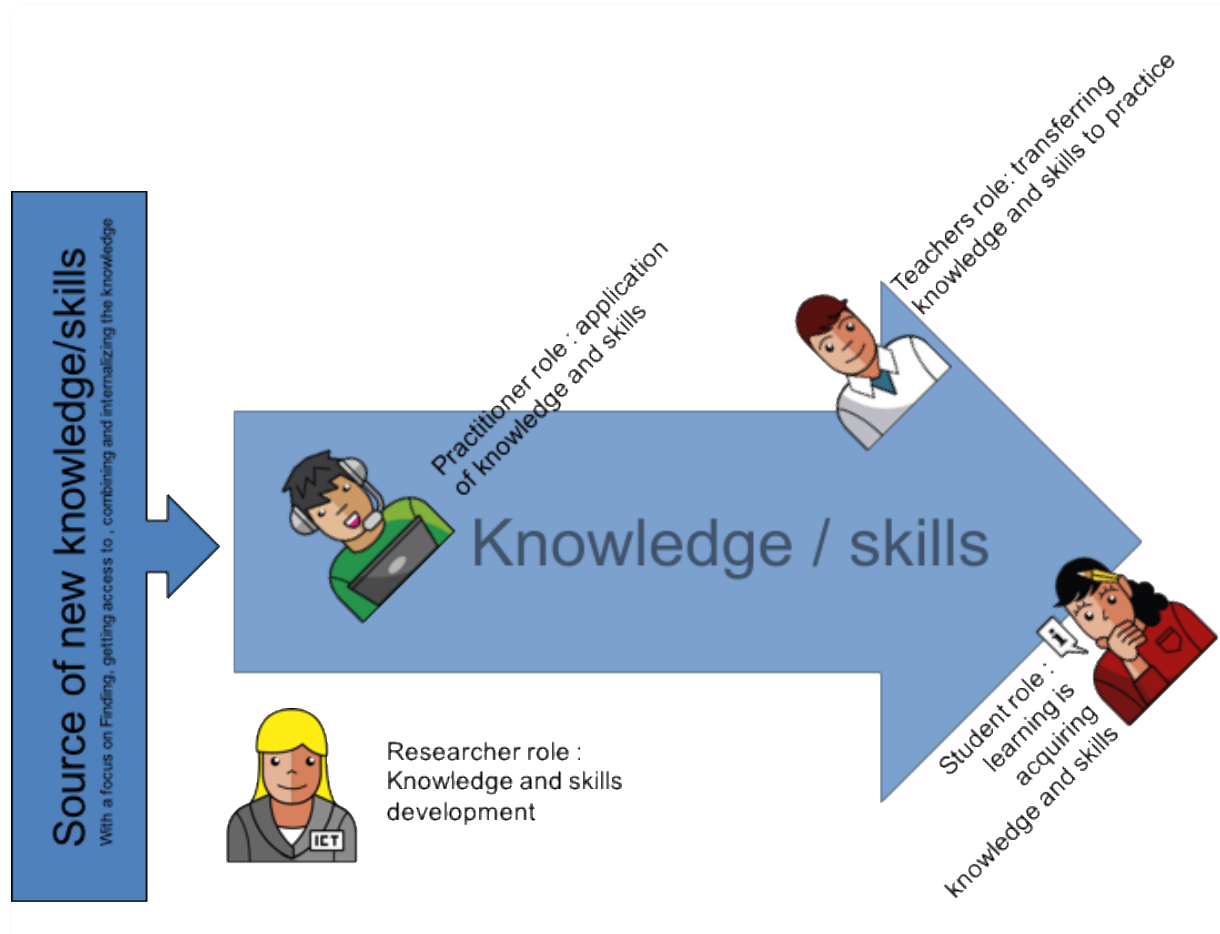 Source of new knowledge/skills
With a focus on Finding, getting access to , combining and internalizing the knowledge
Practitioner role : application
of knowledge and skills
Teachers role: transferring
knowledge and skills to practice
Knowledge / skills
i
Student role :
learning is
acquiring
knowledge and skills
Researcher role :
Knowledge and skills
development
ICT